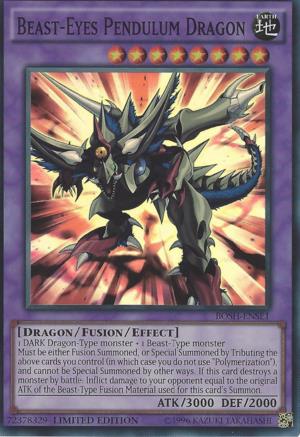 BEAST-EYES PENDULUM DRAGON
EARTH
地
BOSH-ENSE1
[DRAGON/FUSION/EFFECT]
1 DARK Dragon-Type monster + 1 Beast-Type monster
Must be either Fusion Summoned, or Special Summoned by Tributing the
above cards you control (in which case you do not use "Polymerization"),
and cannot be Special Summoned by other ways. If this card destroys a
monster by battle: Inflict damage to your opponent equal to the original
ATK of the Beast-Type Fusion Material used for this card's Summon.
ATK/3000 DEF/2000
72378329 LIMITED EDITION ©1996 KAZUKI TAKAHASHI